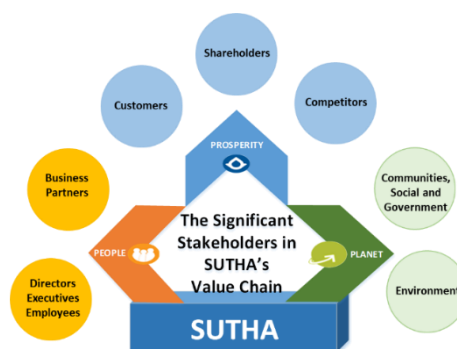 Shareholders
Customers
Competitors
PROSPERITY
Business
Partners
Communities,
Social and
Government
The Significant
Stakeholders in
SUTHA's
Value Chain
PEOPLE
PLANET
Directors
Executives
Employees
Environment
SUTHA